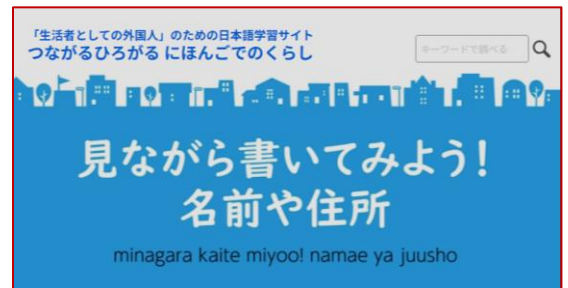 「生活者としての外国人」のための日本語学習サイト
つながるひろがる にほんごでのくらし
キーワードで調べる
見ながら書いてみよう!
名前や住所
minagara kaite miyoo! namae ya juusho